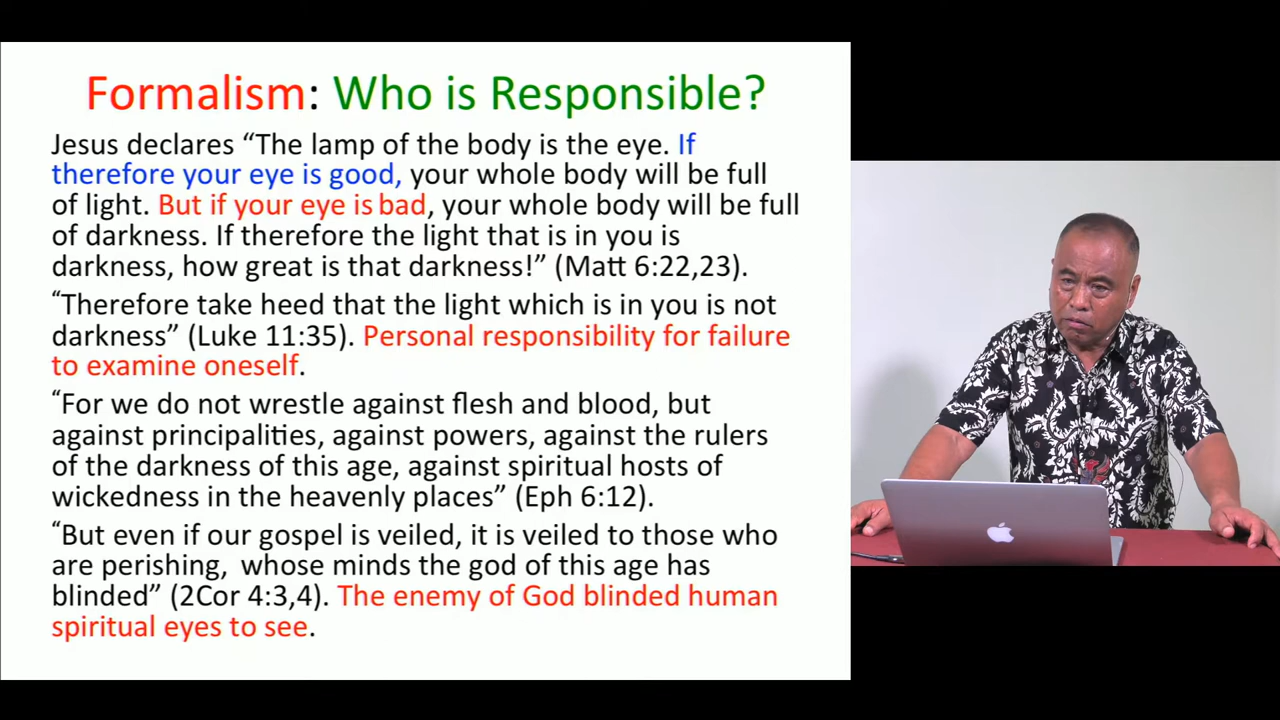 Formalism: Who is Responsible?
Jesus declares “The lamp of the body is the eye. If
therefore your eye is good, your whole body will be full
of light. But if your eye is bad, your whole body will be full
of darkness. If therefore the light that is in you is
darkness, how great is that darkness!” (Matt 6:22,23).
“Therefore take heed that the light which is in you is not
darkness” (Luke 11:35). Personal responsibility for failure
to examine oneself.
“For we do not wrestle against flesh and blood, but
against principalities, against powers, against the rulers
of the darkness of this age, against spiritual hosts of
wickedness in the heavenly places” (Eph 6:12).
“But even if our gospel is veiled, it is veiled to those who
are perishing, whose minds the god of this age has
blinded” (2Cor 4:3,4). The enemy of God blinded human
spiritual eyes to see.